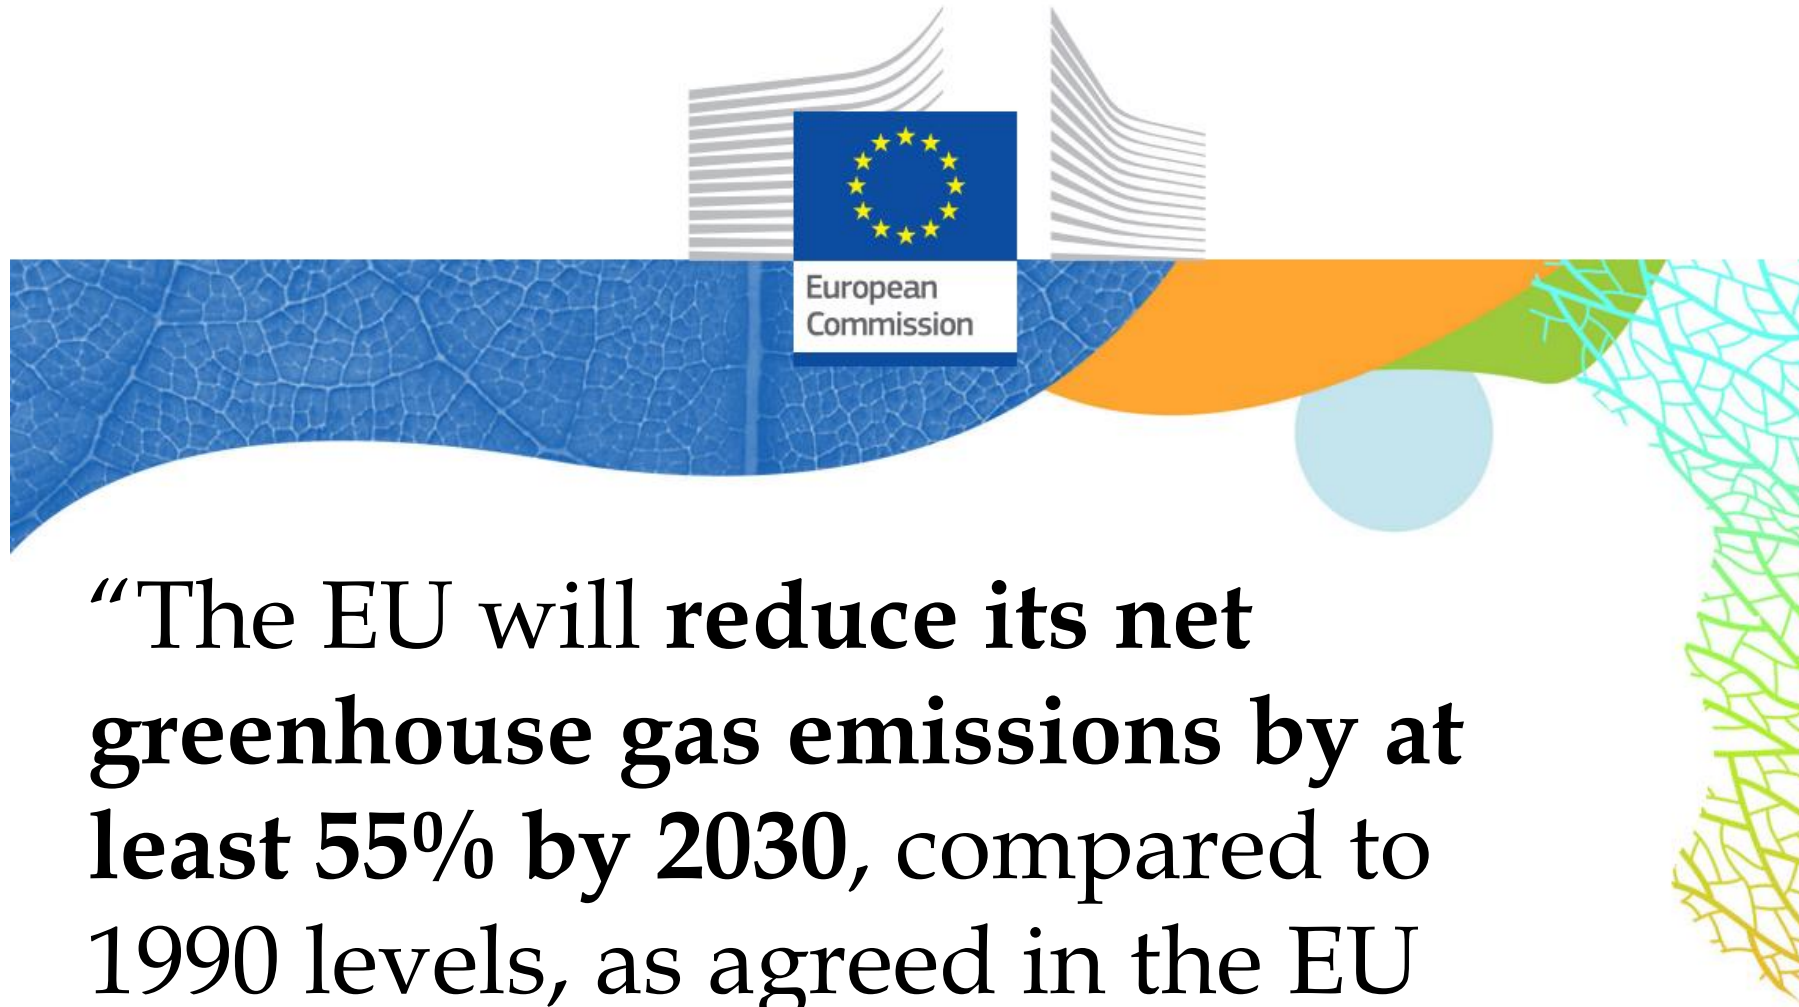 European
Commission
“The EU will reduce its net
greenhouse gas emissions by at
least 55% by 2030, compared to
1990 levels, as agreed in the EU